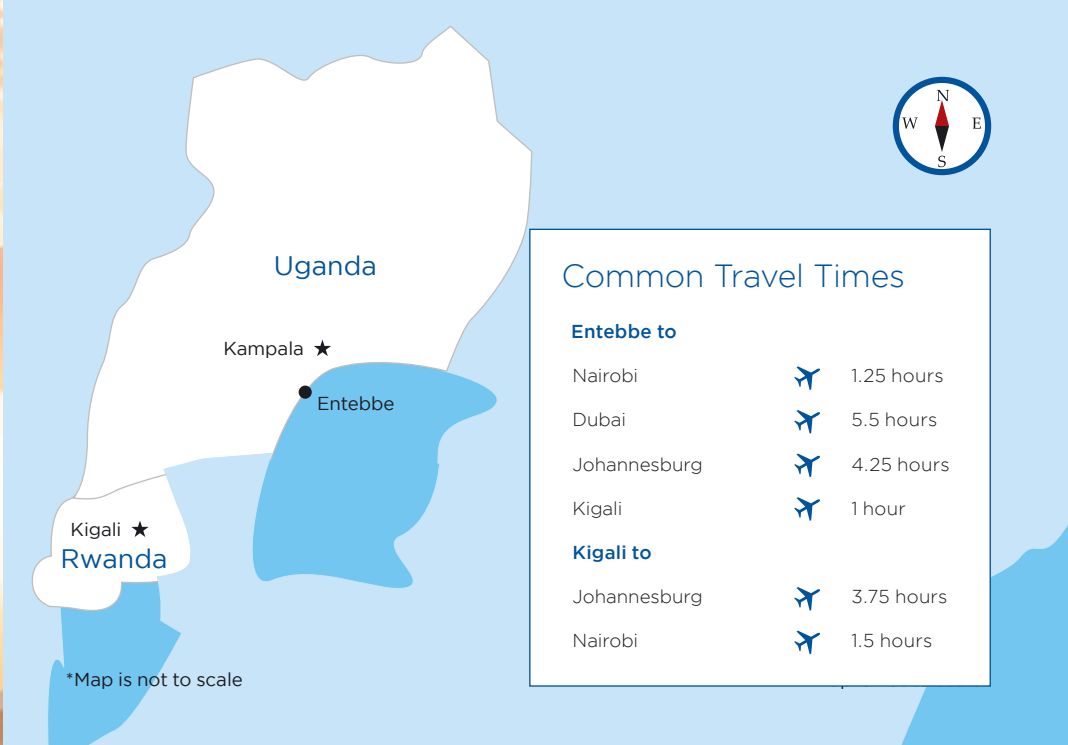 N
W E
S
Uganda
Kampala
Entebbe
Kigali
Rwanda
*Map is not to scale
Common Travel Times
Entebbe to
Nairobi 1.25 hours
Dubai 5.5 hours
Johannesburg 4.25 hours
Kigali 1 hour
Kigali to
Johannesburg 3.75 hours
Nairobi 1.5 hours